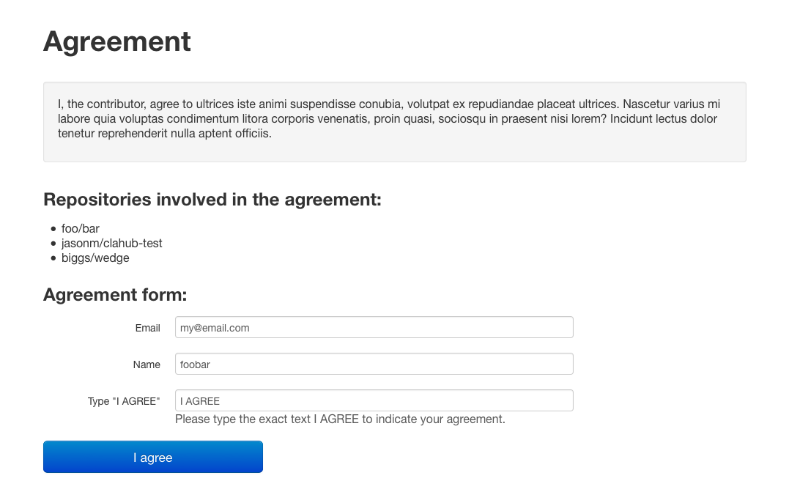 Agreement
I, the contributor, agree to ultrices iste animi suspendisse conubia, volutpat ex repudiandae placeat ultrices. Nascetur varius mi
labore quia voluptas condimentum litora corporis venenatis, proin quasi, sociosqu in praesent nisi lorem? Incidunt lectus dolor
tenetur reprehenderit nulla aptent officiis.
Repositories involved in the agreement:
• foo/bar
• jasonm/clahub-test
• biggs/wedge
Agreement form:
Email my@email.com
Name foobar
Type "I AGREE" I AGREE
Please type the exact text I AGREE to indicate your agreement.
I agree